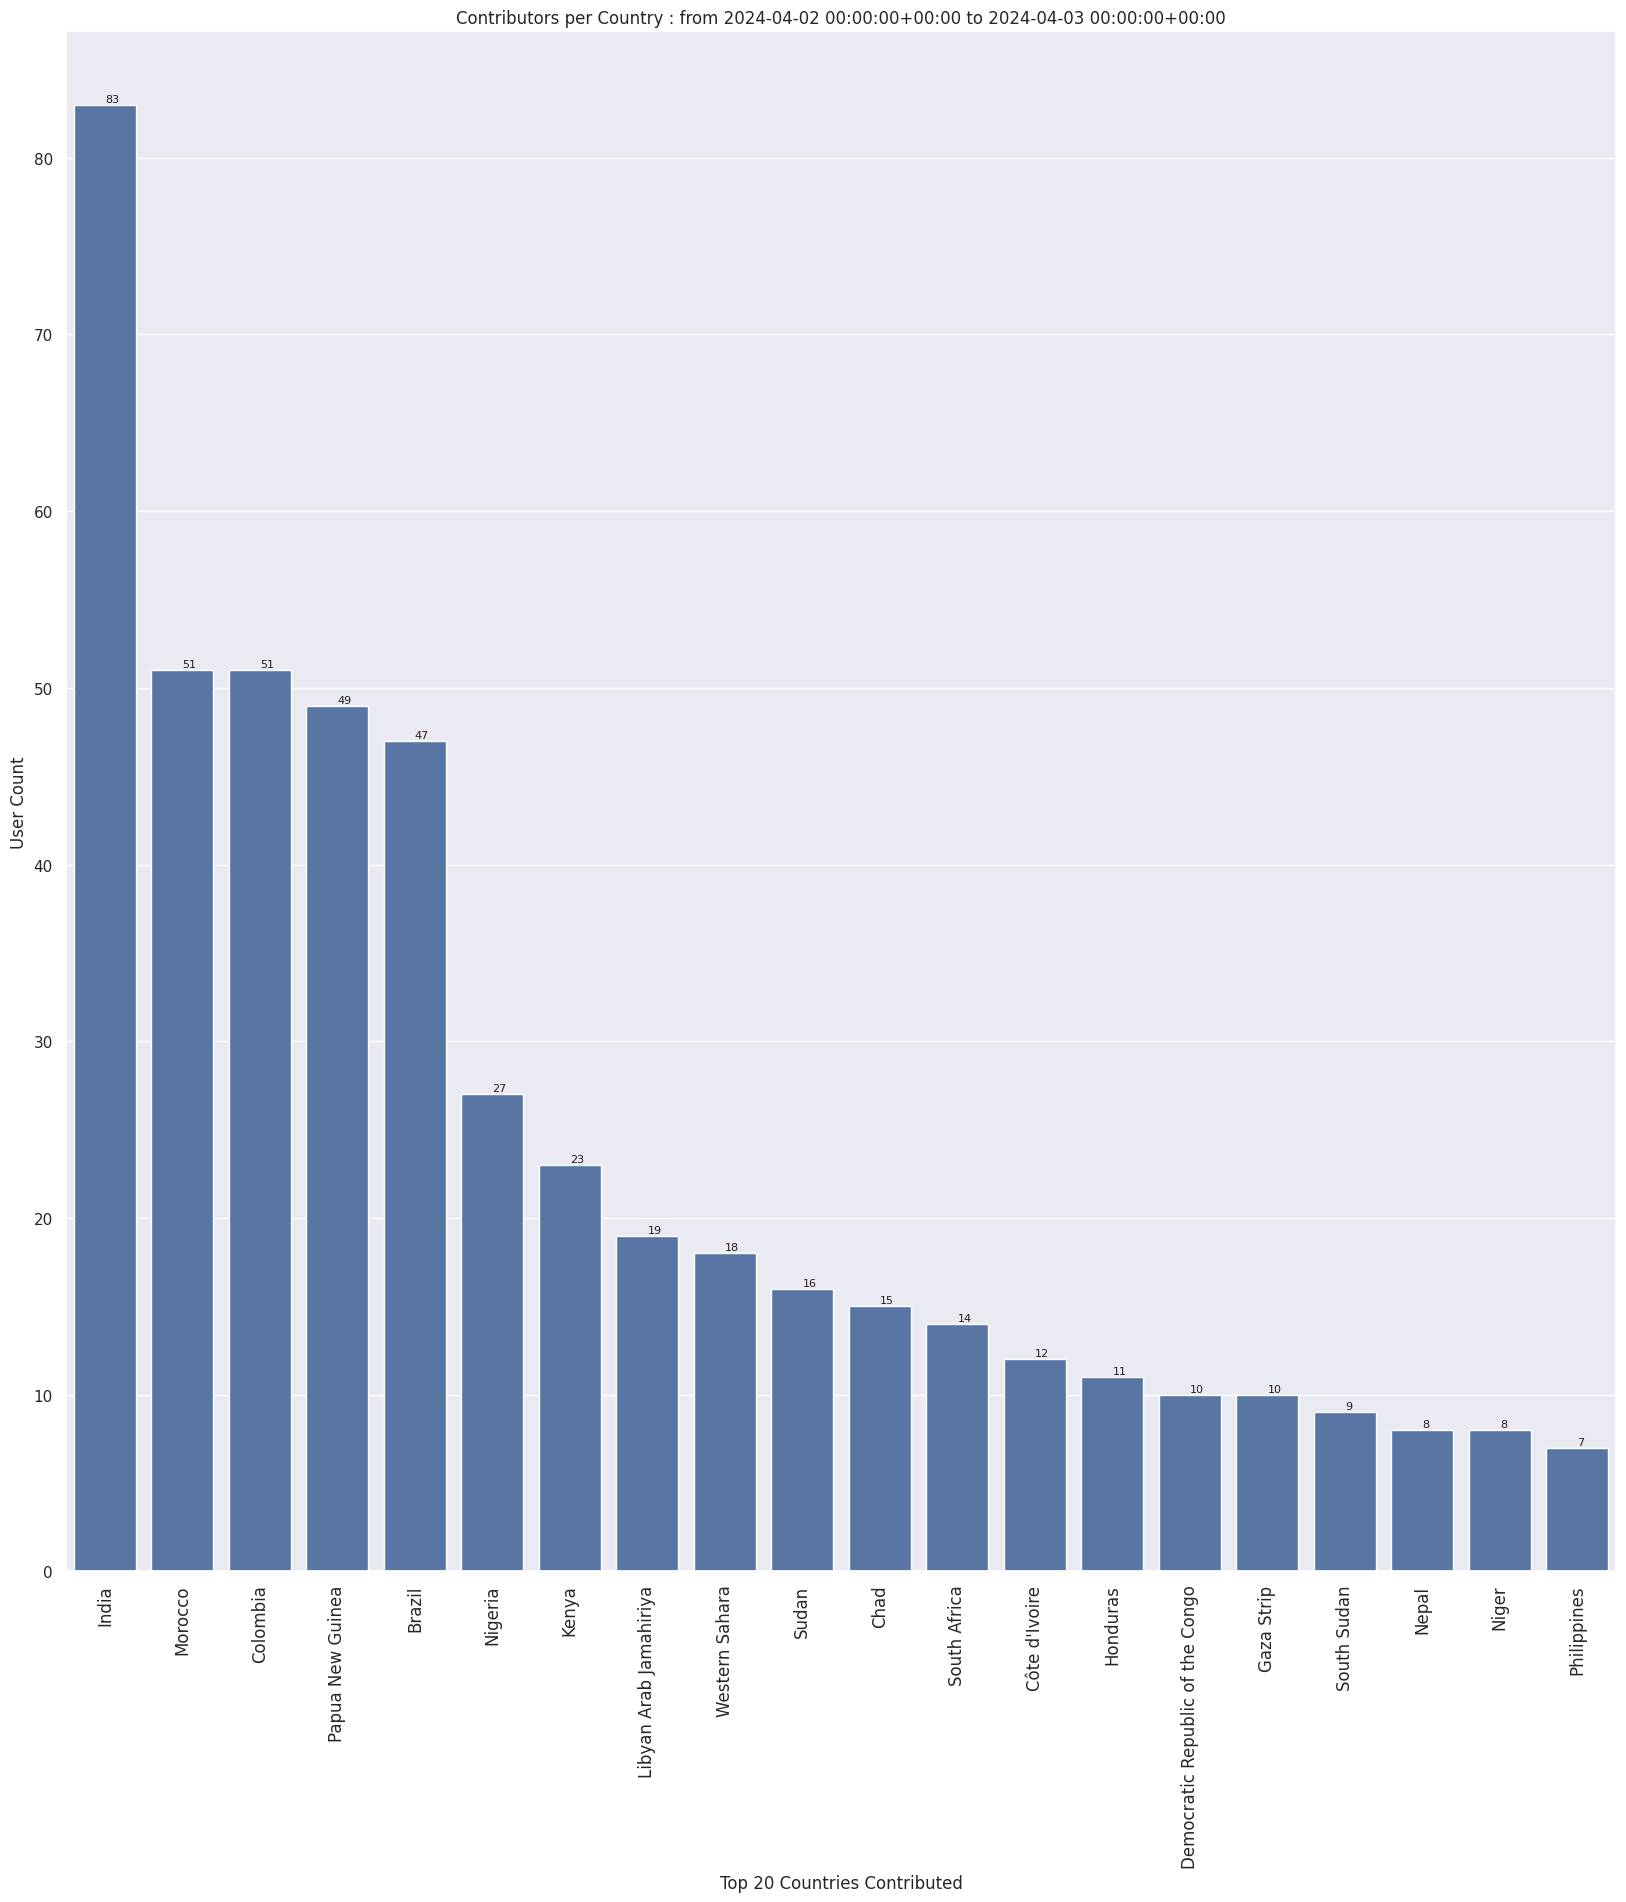 Contributors per Country : from 2024-04-02 00:00:00+00:00 to 2024-04-03 00:00:00+00:00
User Count
80
70
60
50
40
30
20
10
0
83
51
51
49
47
27
23
19
18
16
15
14
12
11
10
10
9
8
8
7
India
Morocco
Colombia
Papua New Guinea
Brazil
Nigeria
Kenya
Libyan Arab Jamahiriya
Western Sahara
Sudan
Chad
South Africa
Côte d'Ivoire
Honduras
Democratic Republic of the Congo
Gaza Strip
South Sudan
Nepal
Niger
Philippines
Top 20 Countries Contributed